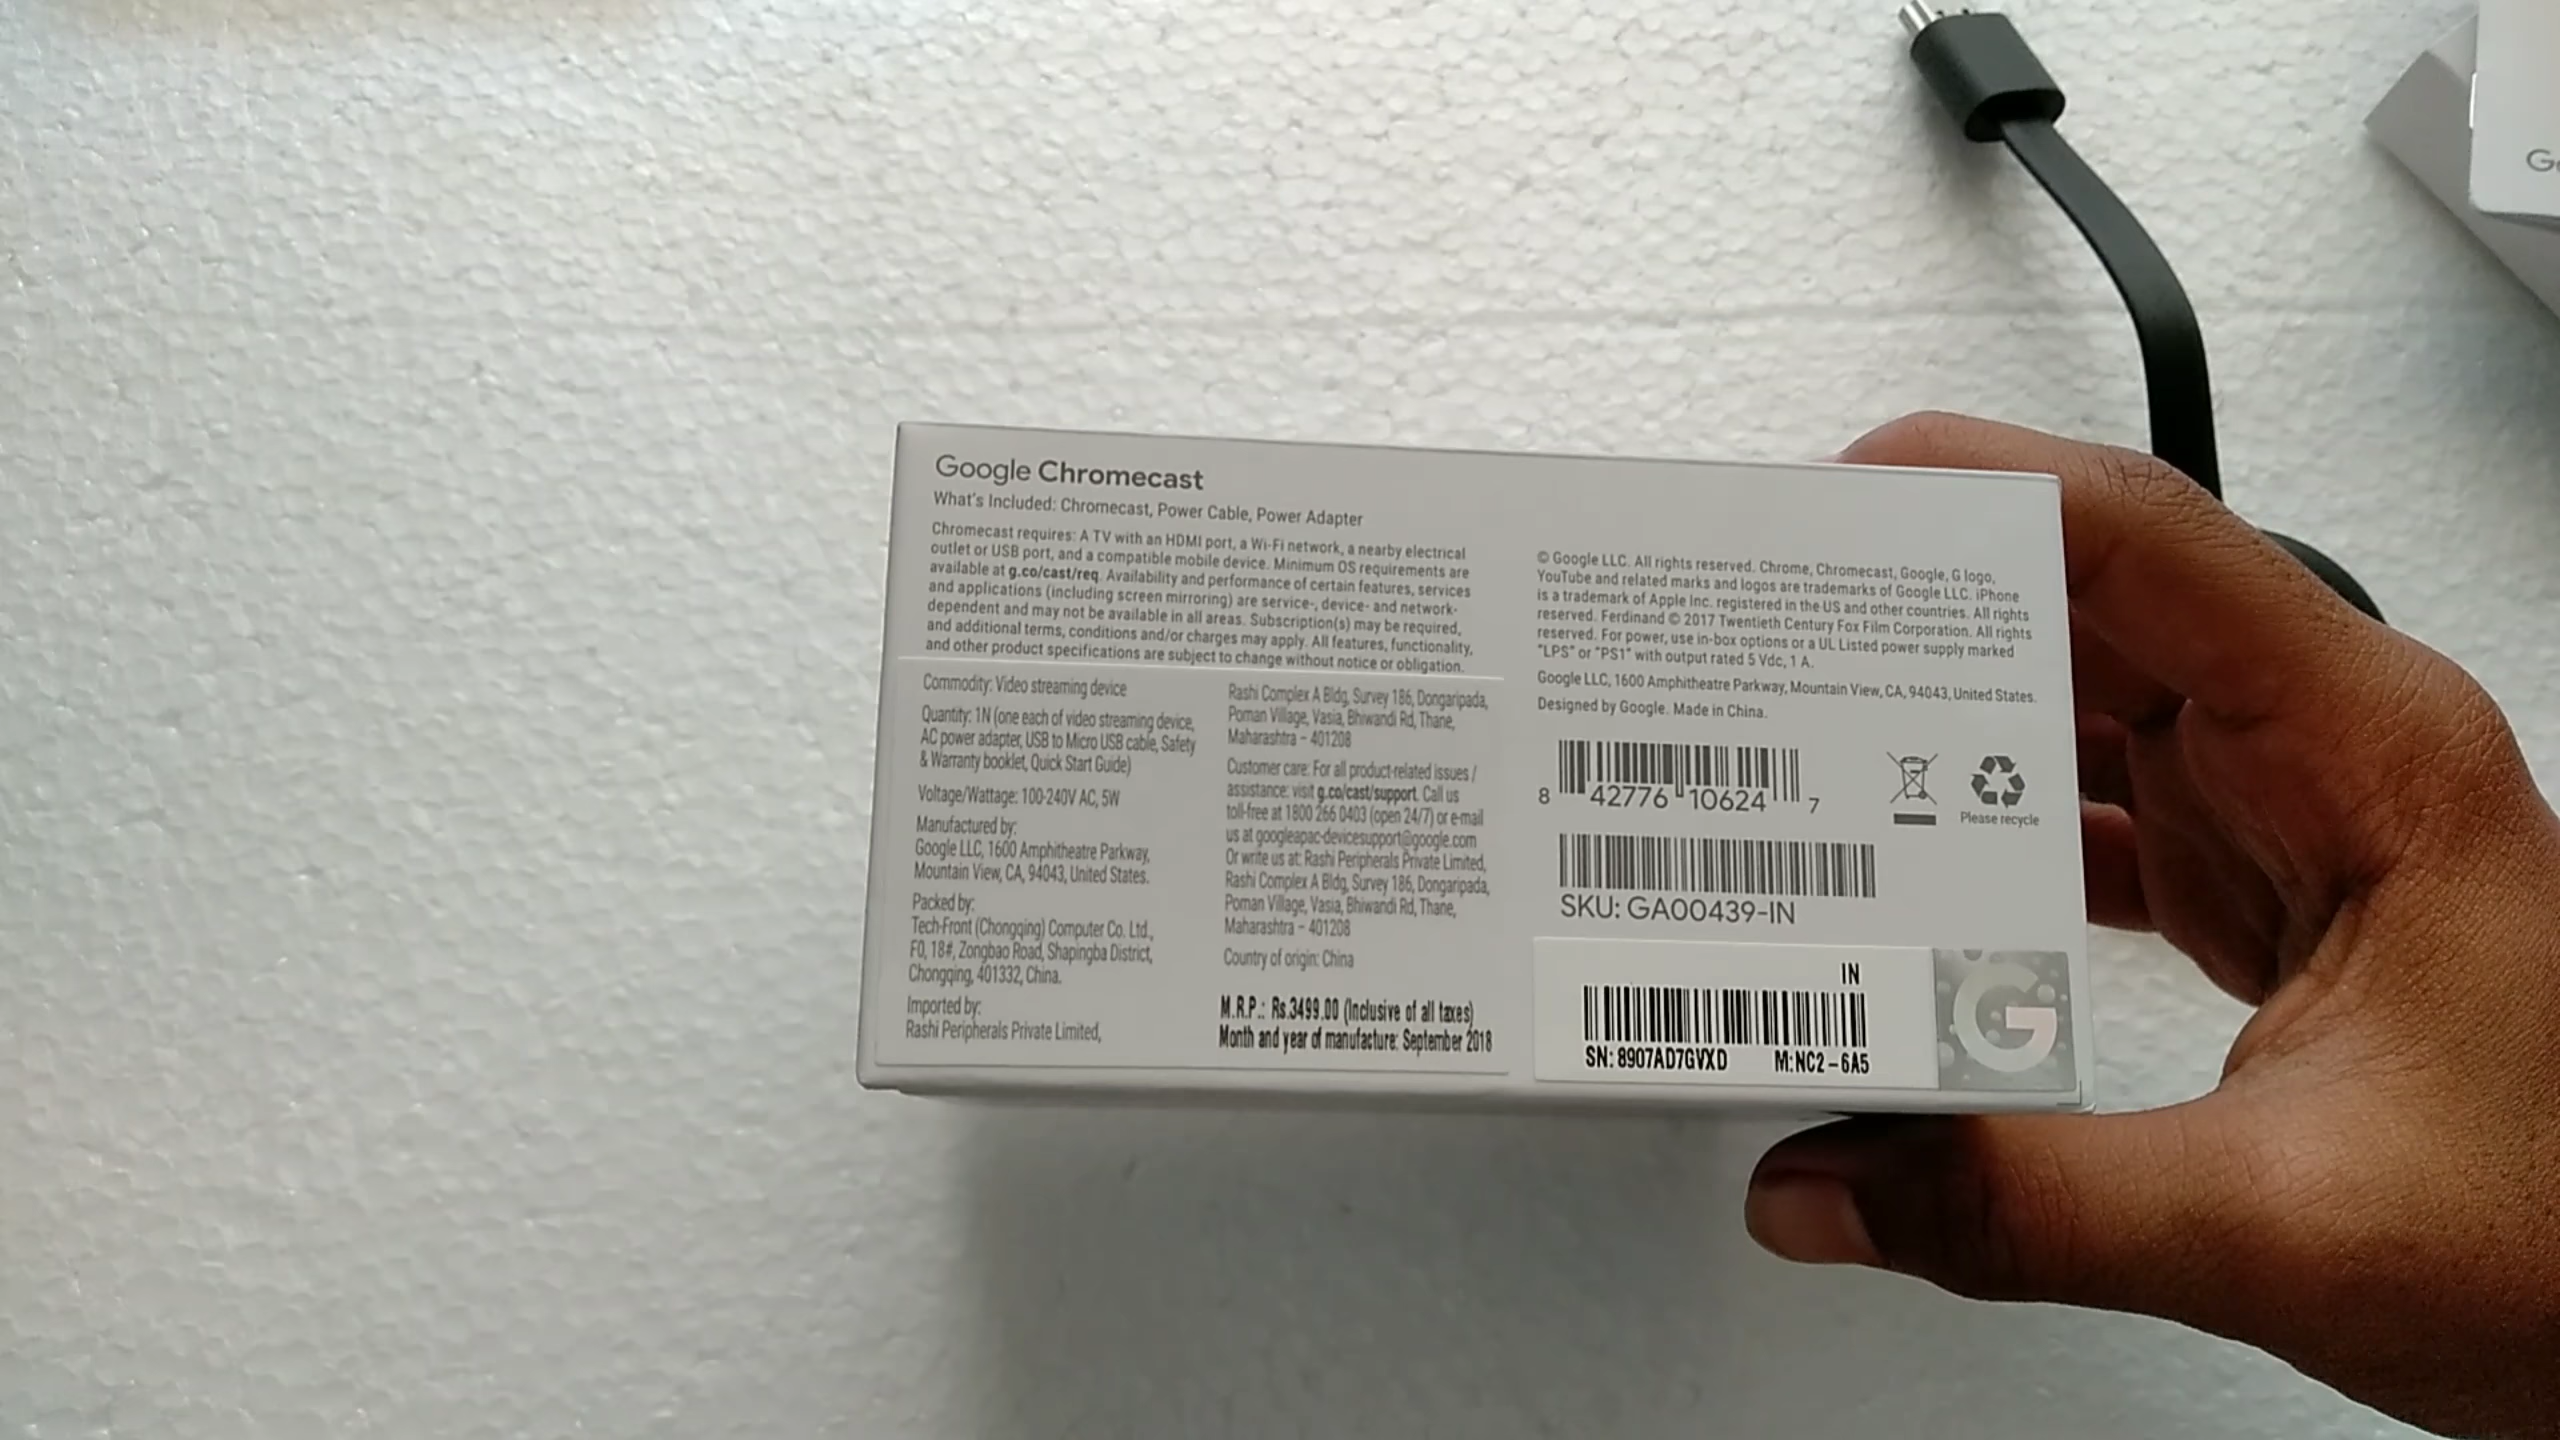 Google Chromecast
What's Included: Chromecast, Power Cable, Power Adapter
Chromecast requires: A TV with an HDMI port, a Wi-Fi network, a nearby electrical
outlet or USB port, and a compatible mobile device. Minimum OS requirements are
available at g.co/cast/req. Availability and performance of certain features, services
and applications (including screen mirroring) are service-, device- and network-
dependent and may not be available in all areas. Subscription(s) may be required,
and additional terms, conditions and/or charges may apply. All features, functionality,
and other product specifications are subject to change without notice or obligation.
Commodity: Video streaming device
Quantity: 1N (one each of video streaming device,
AC power adapter, USB to Micro USB cable, Safety
& Warranty booklet, Quick Start Guide)
Voltage/Wattage: 100-240V AC, 5W
Manufactured by:
Google LLC, 1600 Amphitheatre Parkway,
Mountain View, CA, 94043, United States.
Packed by:
Tech-Front (Chongqing) Computer Co. Ltd.,
F0, 18#, Zongbao Road, Shapingba District,
Chongqing, 401332, China.
Imported by:
Rashi Peripherals Private Limited,
Rashi Complex A Bldg, Survey 186, Dongaripada,
Poman Village, Vasia, Bhiwandi Rd, Thane,
Maharashtra – 401208
Customer care: For all product-related issues /
assistance: visit g.co/cast/support. Call us
toll-free at 1800 266 0403 (open 24/7) or e-mail
us at googleapac-devicesupport@google.com
Or write us at: Rashi Peripherals Private Limited,
Rashi Complex A Bldg, Survey 186, Dongaripada,
Poman Village, Vasia, Bhiwandi Rd, Thane,
Maharashtra – 401208
Country of origin: China
M.R.P.: Rs.3499.00 (Inclusive of all taxes)
Month and year of manufacture: September 2018
© Google LLC. All rights reserved. Chrome, Chromecast, Google, G logo,
YouTube and related marks and logos are trademarks of Google LLC. iPhone
is a trademark of Apple Inc. registered in the US and other countries. All rights
reserved. Ferdinand © 2017 Twentieth Century Fox Film Corporation. All rights
reserved. For power, use in-box options or a UL Listed power supply marked
"LPS" or "PS1" with output rated 5 Vdc, 1 A.
Google LLC, 1600 Amphitheatre Parkway, Mountain View, CA, 94043, United States.
Designed by Google. Made in China.
8 42776 10624 7
Please recycle
SKU: GA00439-IN
IN
SN: 8907AD7GVXD M:NC2-6A5
G